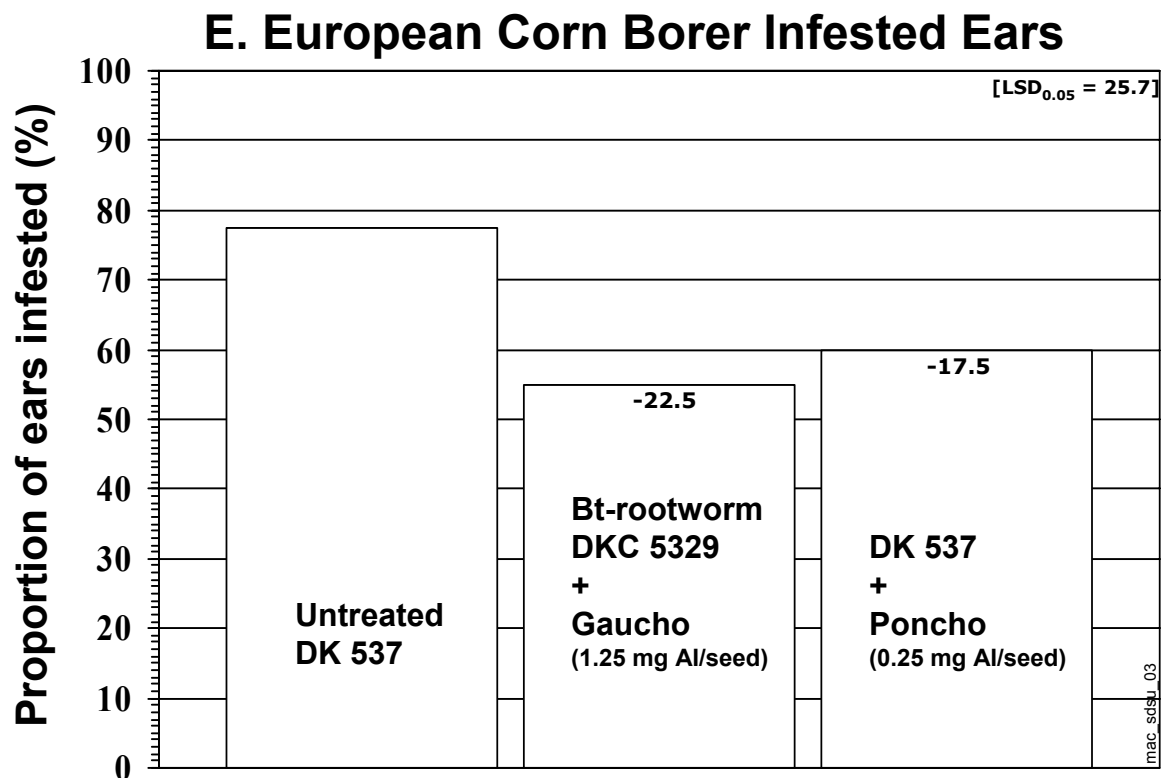 E. European Corn Borer Infested Ears
[LSD0.05 = 25.7]
Proportion of ears infested (%)
100
90
80
70
60
50
40
30
20
10
0
Untreated
DK 537
-22.5
Bt-rootworm
DKC 5329
+
Gaucho
(1.25 mg AI/seed)
-17.5
DK 537
+
Poncho
(0.25 mg AI/seed)
mac_sdsu_03